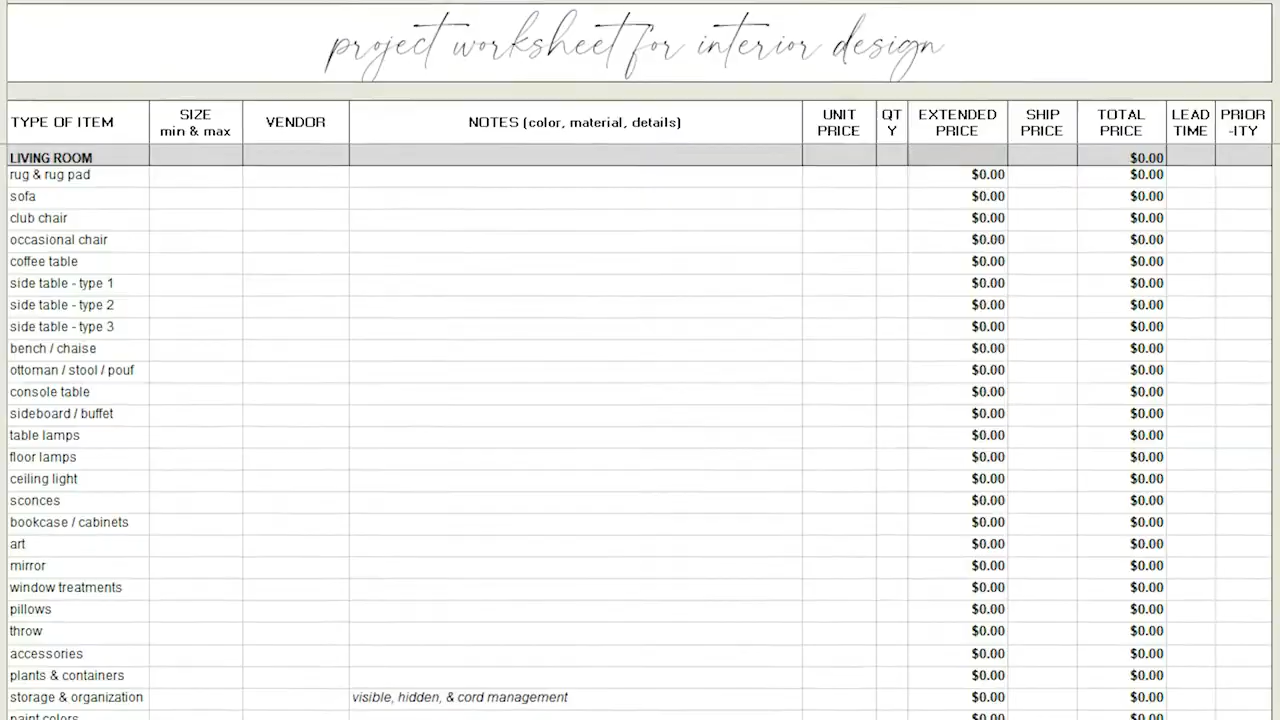 project worksheet for interior design
TYPE OF ITEM SIZE min & max VENDOR NOTES (color, material, details) UNIT PRICE QTY EXTENDED PRICE SHIP PRICE TOTAL PRICE LEAD TIME PRIOR-ITY
LIVING ROOM $0.00
rug & rug pad $0.00 $0.00
sofa $0.00 $0.00
club chair $0.00 $0.00
occasional chair $0.00 $0.00
coffee table $0.00 $0.00
side table - type 1 $0.00 $0.00
side table - type 2 $0.00 $0.00
side table - type 3 $0.00 $0.00
bench / chaise $0.00 $0.00
ottoman / stool / pouf $0.00 $0.00
console table $0.00 $0.00
sideboard / buffet $0.00 $0.00
table lamps $0.00 $0.00
floor lamps $0.00 $0.00
ceiling light $0.00 $0.00
sconces $0.00 $0.00
bookcase / cabinets $0.00 $0.00
art $0.00 $0.00
mirror $0.00 $0.00
window treatments $0.00 $0.00
pillows $0.00 $0.00
throw $0.00 $0.00
accessories $0.00 $0.00
plants & containers $0.00 $0.00
storage & organization visible, hidden, & cord management $0.00 $0.00
paint colors $0.00 $0.00